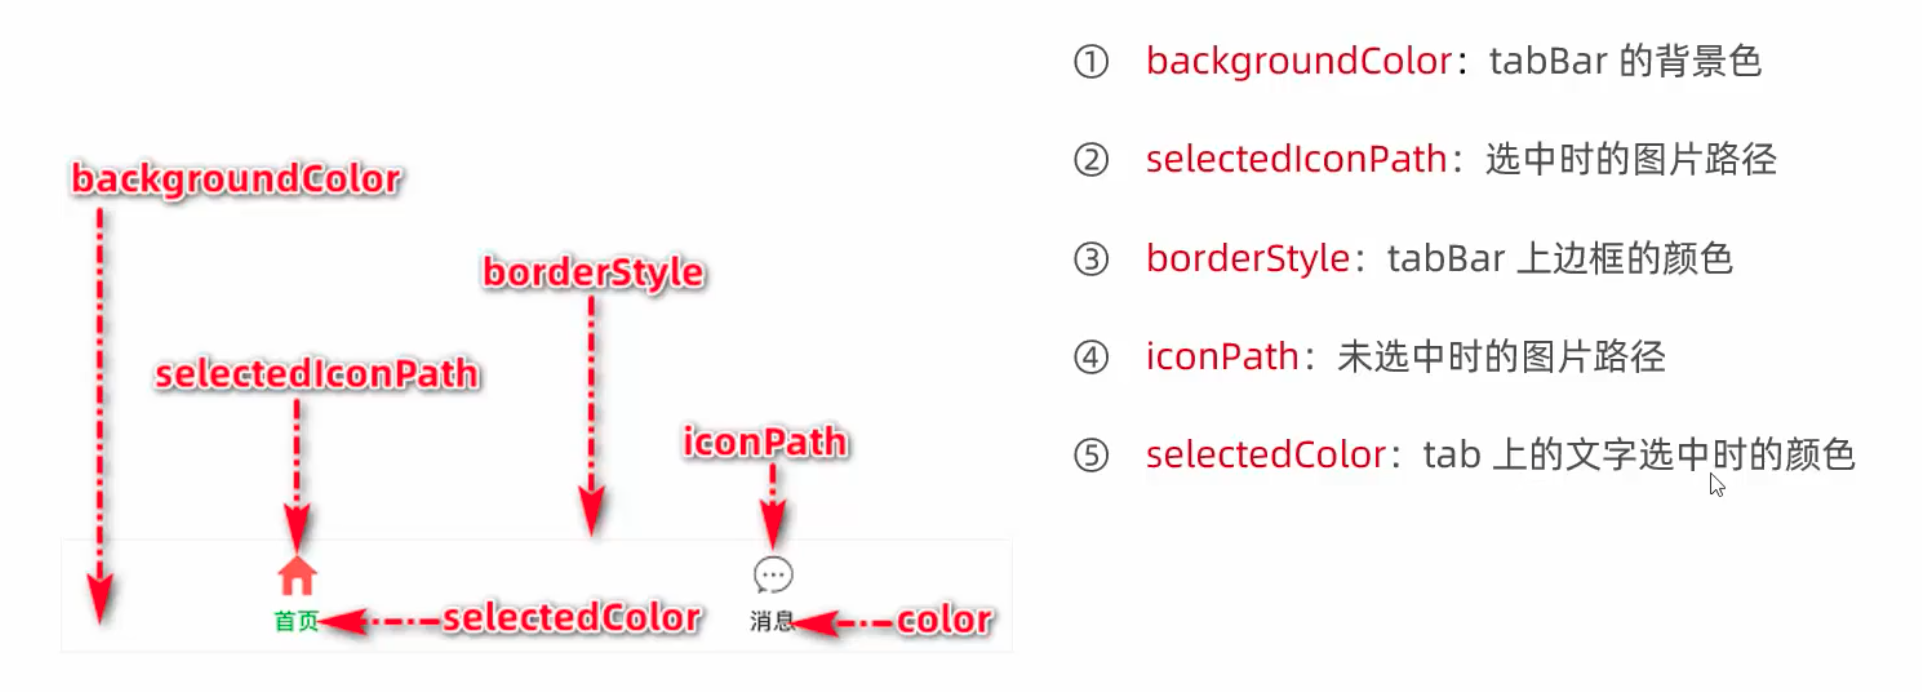 backgroundColor
borderStyle
selectedIconPath
iconPath
首页
selectedColor
消息
color
① backgroundColor：tabBar 的背景色
② selectedIconPath：选中时的图片路径
③ borderStyle：tabBar 上边框的颜色
④ iconPath：未选中时的图片路径
⑤ selectedColor：tab 上的文字选中时的颜色